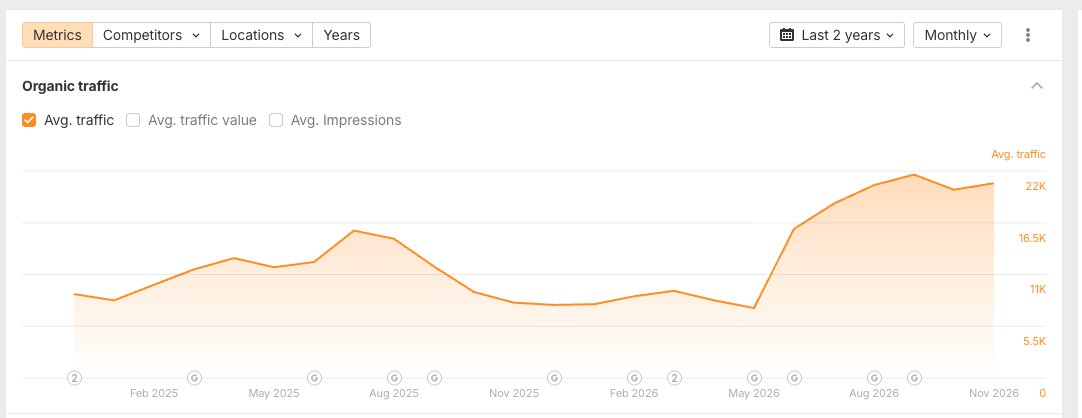 Metrics Competitors Locations Years Last 2 years Monthly
Organic traffic
Avg. traffic Avg. traffic value Avg. Impressions
Avg. traffic
22K
16.5K
11K
5.5K
2 G G G G G G 2 G G G G
Feb 2025 May 2025 Aug 2025 Nov 2025 Feb 2026 May 2026 Aug 2026 Nov 2026 0